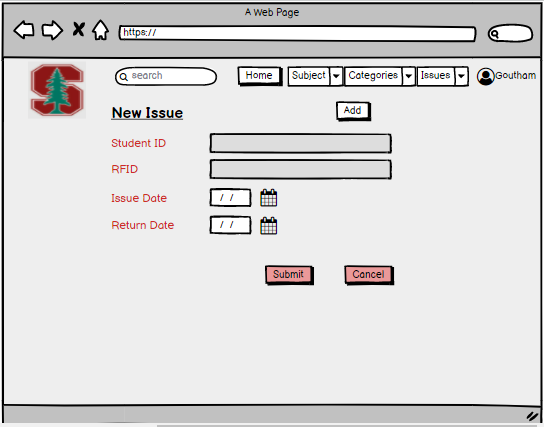 A Web Page
https://
search
Home
Subject
Categories
Issues
Goutham
New Issue
Add
Student ID
RFID
Issue Date
/ /
Return Date
/ /
Submit
Cancel